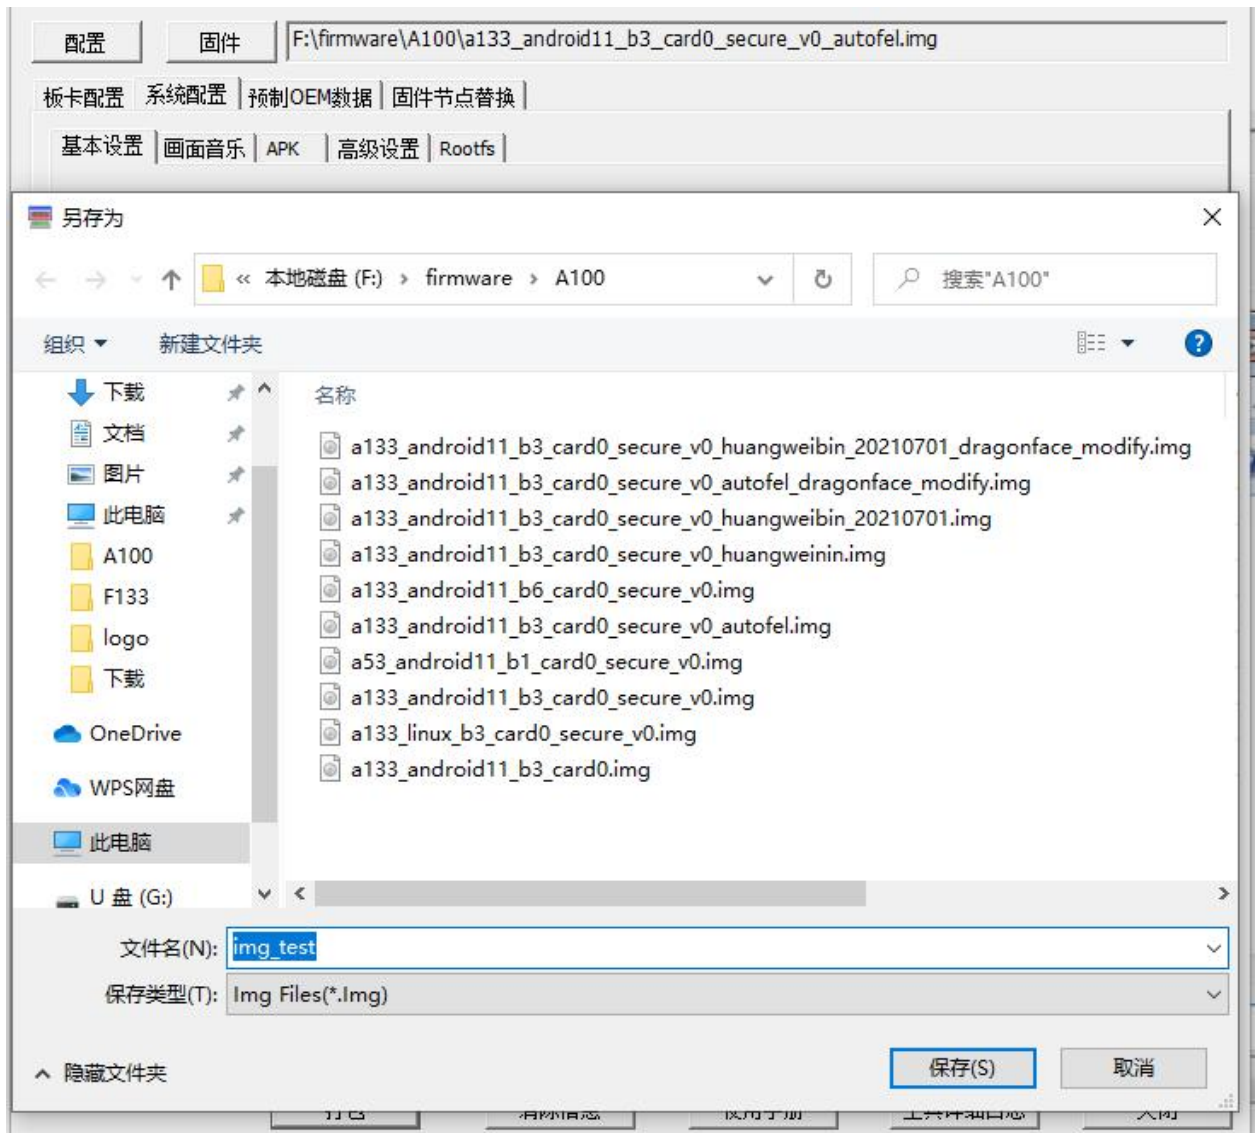 配置 固件 F:\firmware\A100\a133_android11_b3_card0_secure_v0_autofel.img
板卡配置 系统配置 预制OEM数据 固件节点替换
基本设置 画面音乐 APK 高级设置 Rootfs
另存为
« 本地磁盘 (F:) › firmware › A100 搜索"A100"
组织 新建文件夹
下载
文档
图片
此电脑
A100
F133
logo
下载
OneDrive
WPS网盘
此电脑
U 盘 (G:)
名称
a133_android11_b3_card0_secure_v0_huangweibin_20210701_dragonface_modify.img
a133_android11_b3_card0_secure_v0_autofel_dragonface_modify.img
a133_android11_b3_card0_secure_v0_huangweibin_20210701.img
a133_android11_b3_card0_secure_v0_huangweinin.img
a133_android11_b6_card0_secure_v0.img
a133_android11_b3_card0_secure_v0_autofel.img
a53_android11_b1_card0_secure_v0.img
a133_android11_b3_card0_secure_v0.img
a133_linux_b3_card0_secure_v0.img
a133_android11_b3_card0.img
文件名(N): img_test
保存类型(T): Img Files(*.Img)
隐藏文件夹 保存(S) 取消